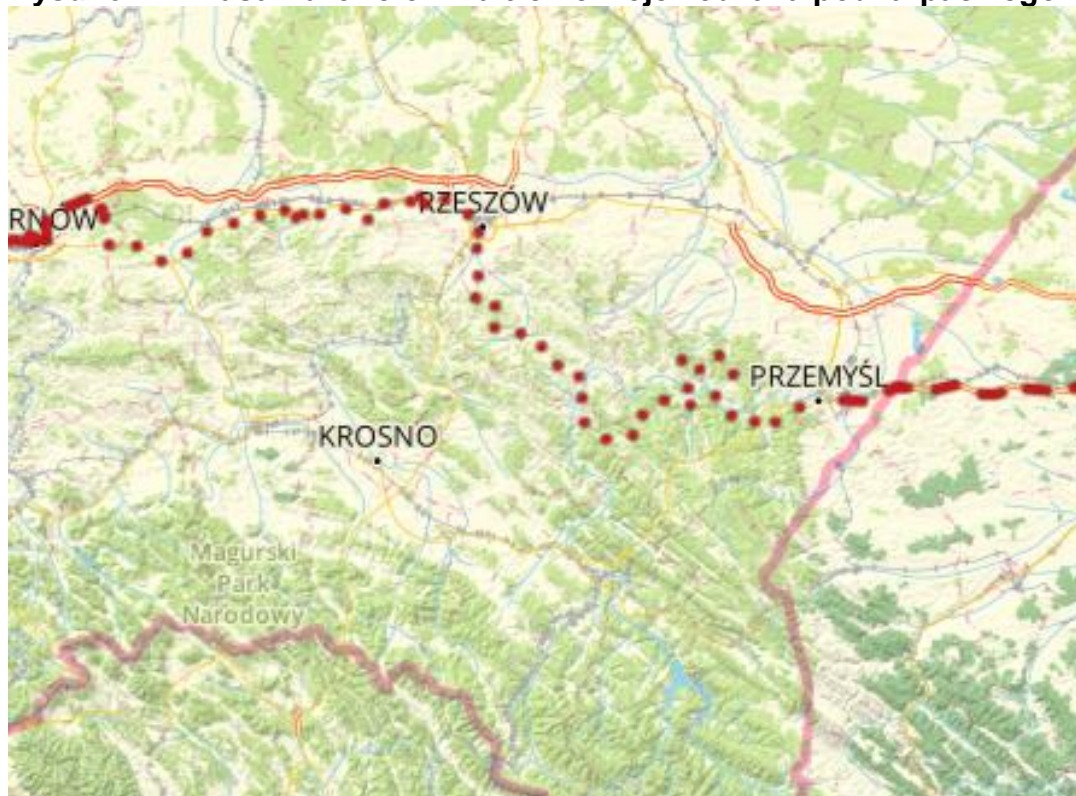 RNÓW
RZESZÓW
PRZEMYŚL
KROSNO
Magurski
Park
Narodowy